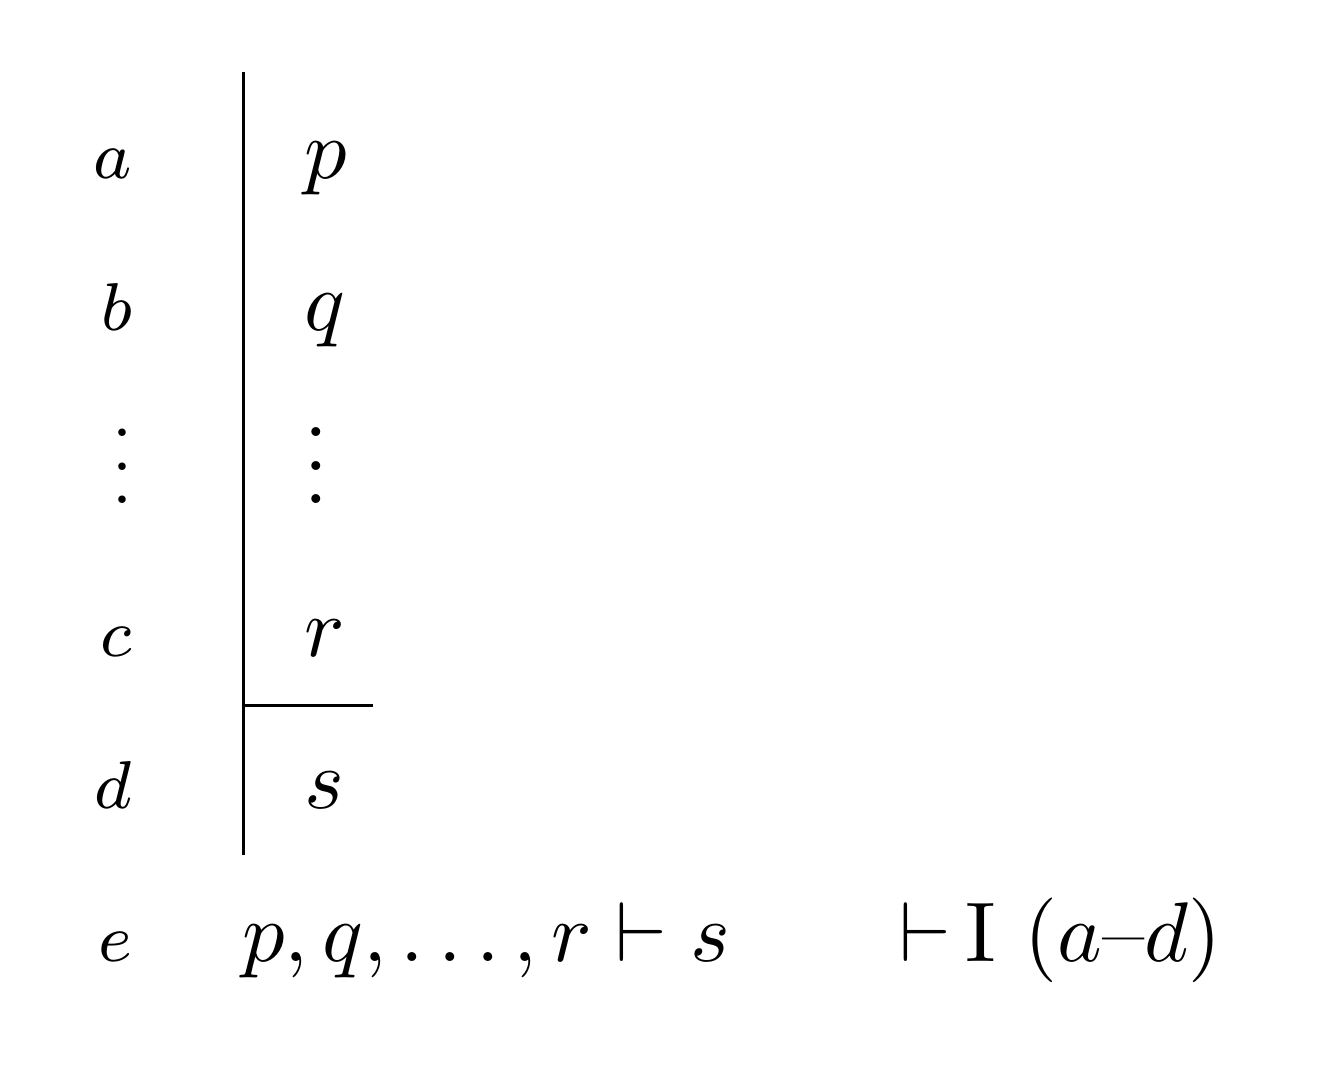 a p
b q
⋮ ⋮
c r
d s
e p, q, . . . , r ⊢ s ⊢I (a–d)